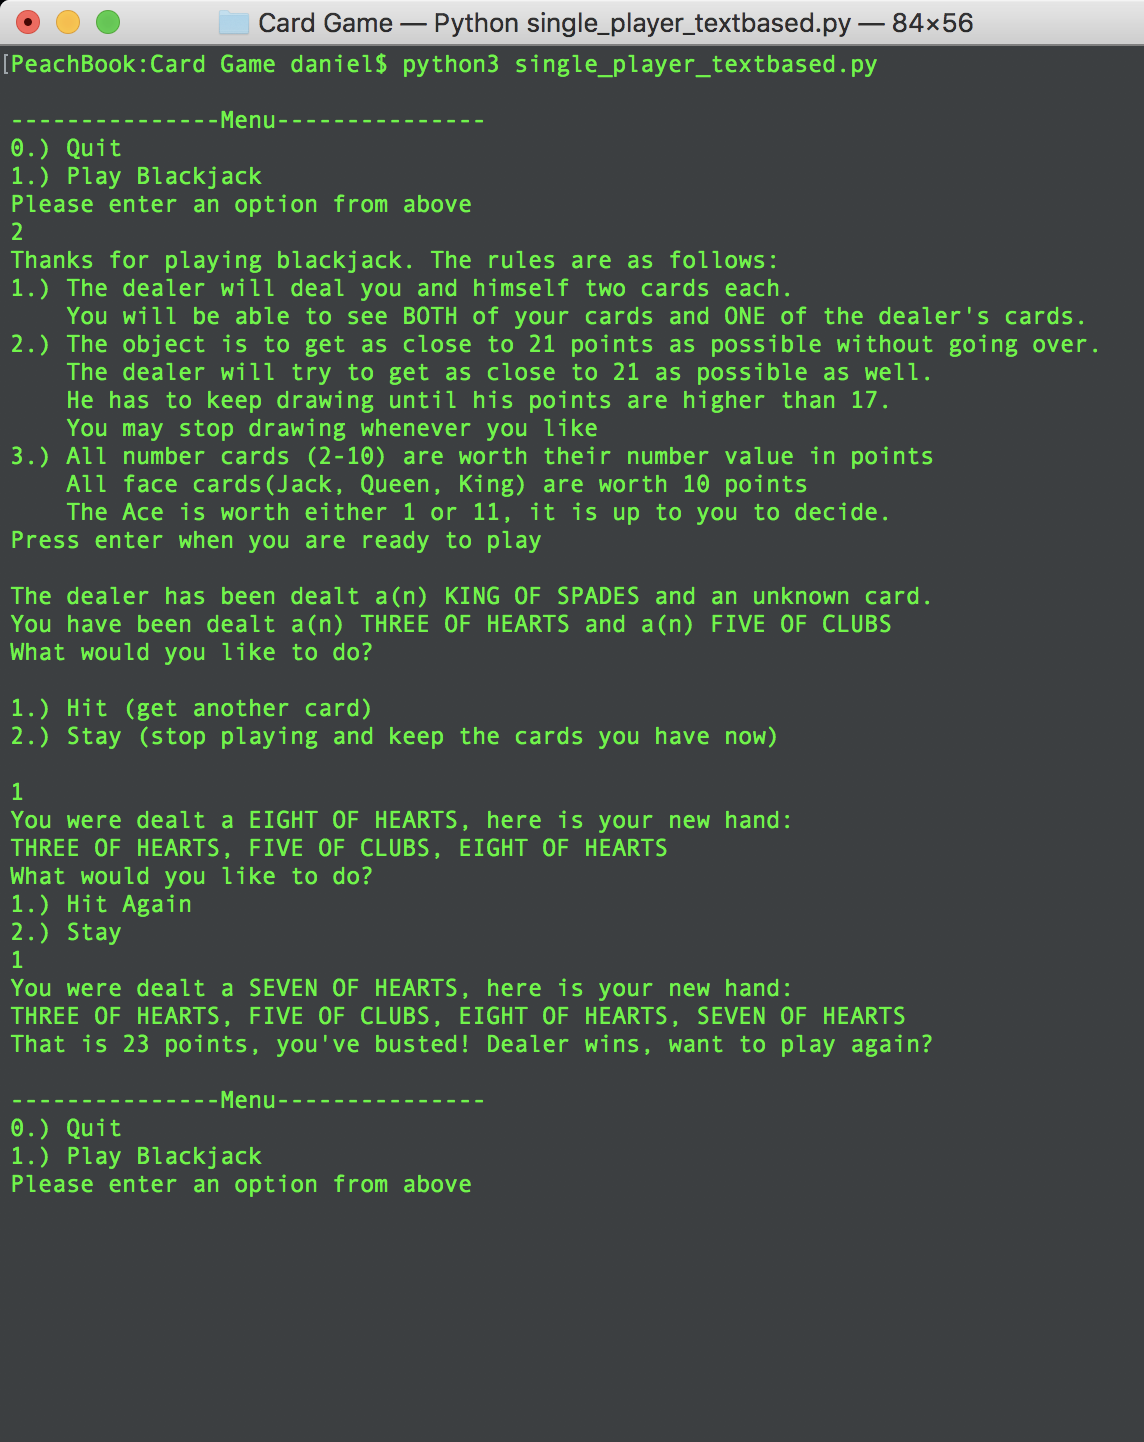 Card Game — Python single_player_textbased.py — 84×56
[PeachBook:Card Game daniel$ python3 single_player_textbased.py
---------------Menu---------------
0.) Quit
1.) Play Blackjack
Please enter an option from above
2
Thanks for playing blackjack. The rules are as follows:
1.) The dealer will deal you and himself two cards each.
    You will be able to see BOTH of your cards and ONE of the dealer's cards.
2.) The object is to get as close to 21 points as possible without going over.
    The dealer will try to get as close to 21 as possible as well.
    He has to keep drawing until his points are higher than 17.
    You may stop drawing whenever you like
3.) All number cards (2-10) are worth their number value in points
    All face cards(Jack, Queen, King) are worth 10 points
    The Ace is worth either 1 or 11, it is up to you to decide.
Press enter when you are ready to play
The dealer has been dealt a(n) KING OF SPADES and an unknown card.
You have been dealt a(n) THREE OF HEARTS and a(n) FIVE OF CLUBS
What would you like to do?
1.) Hit (get another card)
2.) Stay (stop playing and keep the cards you have now)
1
You were dealt a EIGHT OF HEARTS, here is your new hand:
THREE OF HEARTS, FIVE OF CLUBS, EIGHT OF HEARTS
What would you like to do?
1.) Hit Again
2.) Stay
1
You were dealt a SEVEN OF HEARTS, here is your new hand:
THREE OF HEARTS, FIVE OF CLUBS, EIGHT OF HEARTS, SEVEN OF HEARTS
That is 23 points, you've busted! Dealer wins, want to play again?
---------------Menu---------------
0.) Quit
1.) Play Blackjack
Please enter an option from above